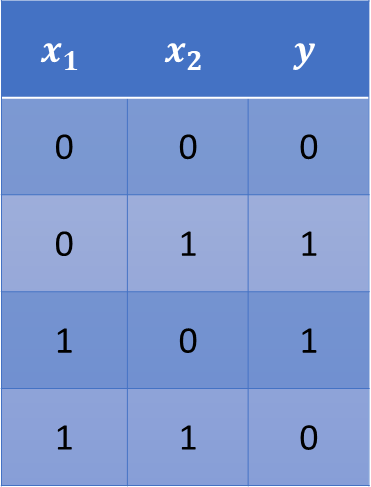 x₁ x₂ y
0 0 0
0 1 1
1 0 1
1 1 0